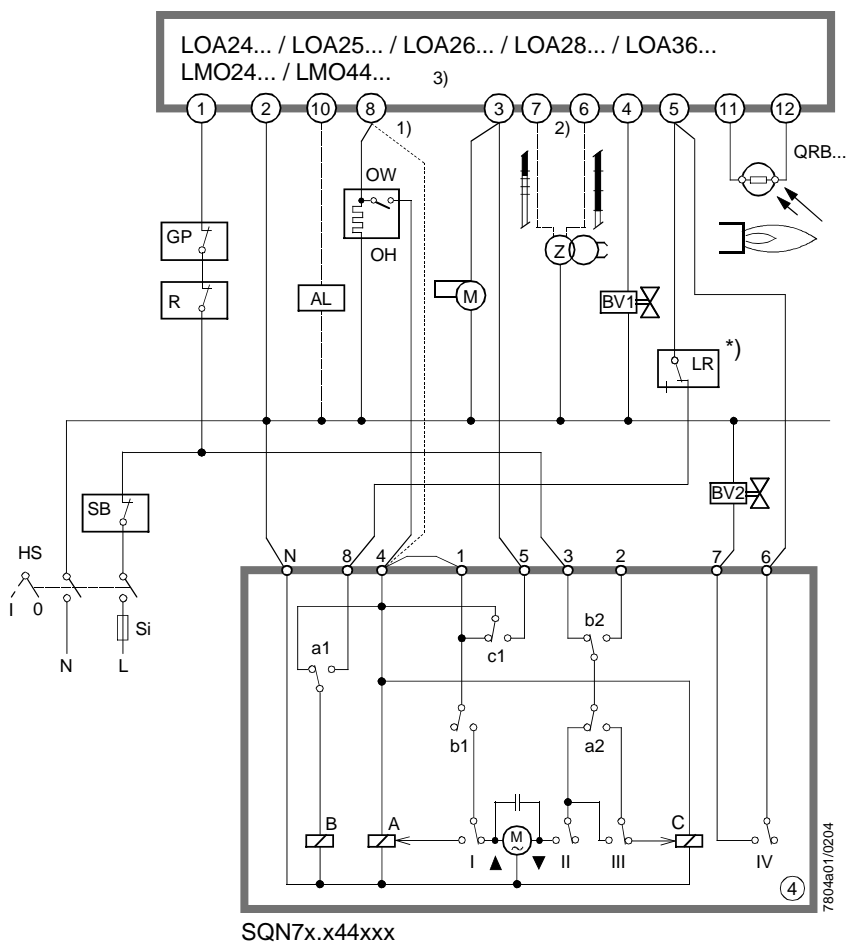 LOA24... / LOA25... / LOA26... / LOA28... / LOA36...
LMO24... / LMO44... 3)
1 2 10 8 3 7 6 4 5 11 12
1) 2)
QRB...
OW
GP
OH
Z
R AL M BV1
LR *)
SB BV2
HS
N 8 4 1 5 3 2 7 6
I 0
Si
b2
a1 c1
N L
b1 a2
B A M ~ C
I II III IV
4
7804a01/0204
SQN7x.x44xxx